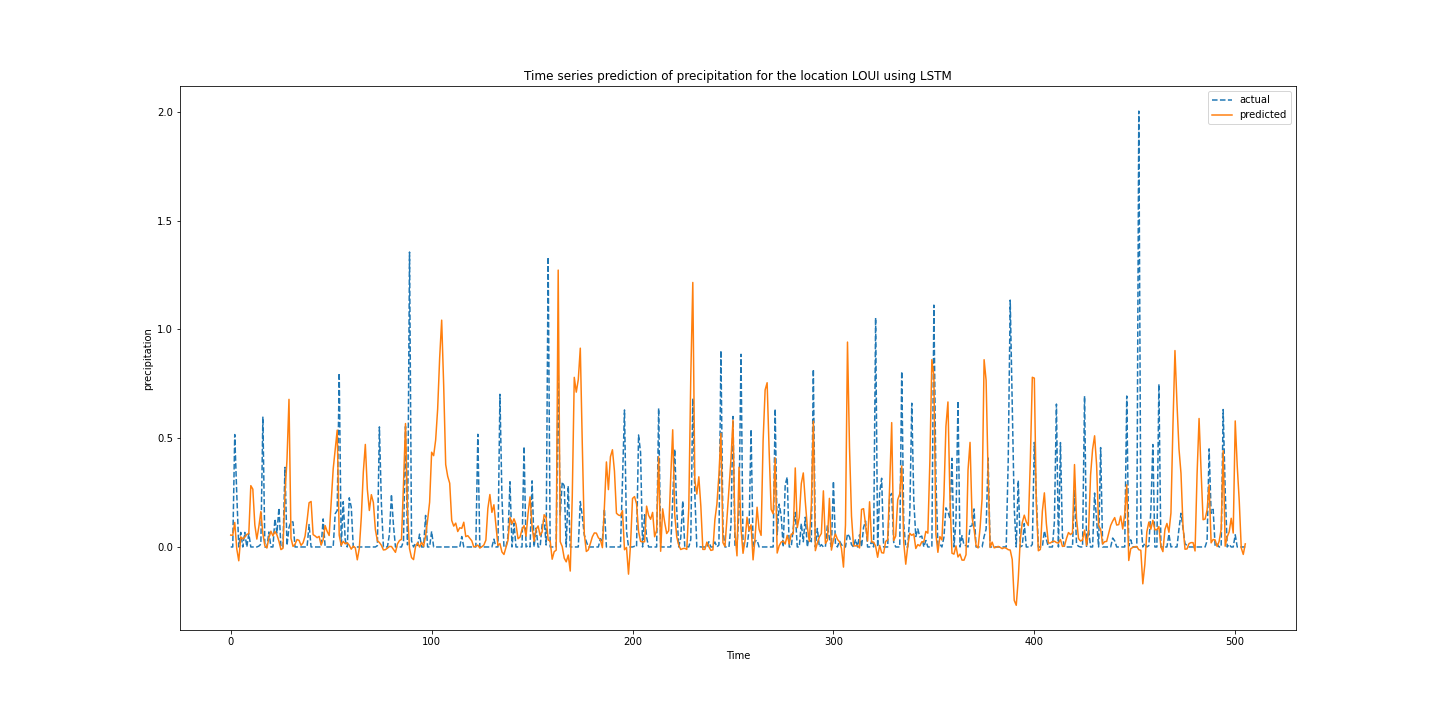 Time series prediction of precipitation for the location LOUI using LSTM
actual
predicted
2.0
1.5
1.0
0.5
0.0
precipitation
0 100 200 300 400 500
Time